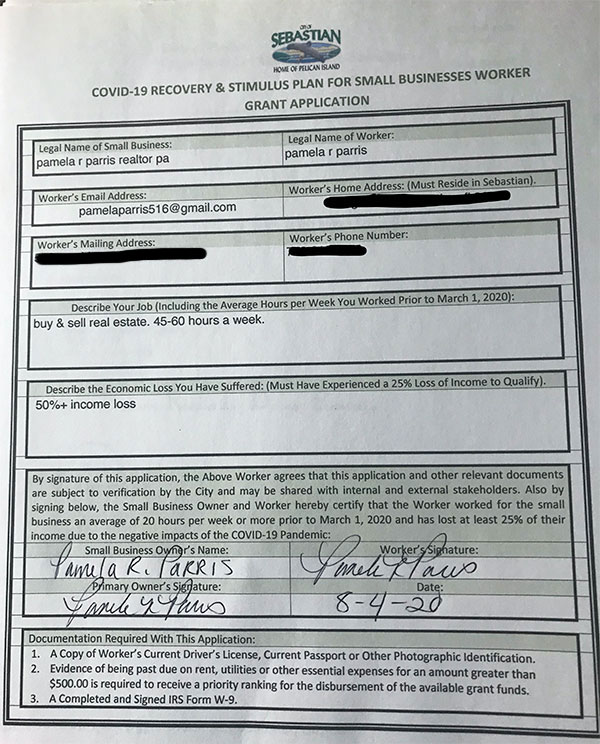 CITY OF
SEBASTIAN
HOME OF PELICAN ISLAND
COVID-19 RECOVERY & STIMULUS PLAN FOR SMALL BUSINESSES WORKER
GRANT APPLICATION
Legal Name of Small Business:
pamela r parris realtor pa
Legal Name of Worker:
pamela r parris
Worker's Email Address:
pamelaparris516@gmail.com
Worker's Home Address: (Must Reside in Sebastian).
Worker's Mailing Address:
Worker's Phone Number:
Describe Your Job (Including the Average Hours per Week You Worked Prior to March 1, 2020):
buy & sell real estate. 45-60 hours a week.
Describe the Economic Loss You Have Suffered: (Must Have Experienced a 25% Loss of Income to Qualify).
50%+ income loss
By signature of this application, the Above Worker agrees that this application and other relevant documents
are subject to verification by the City and may be shared with internal and external stakeholders. Also by
signing below, the Small Business Owner and Worker hereby certify that the Worker worked for the small
business an average of 20 hours per week or more prior to March 1, 2020 and has lost at least 25% of their
income due to the negative impacts of the COVID-19 Pandemic:
Small Business Owner's Name:
Pamela R. PARRIS
Worker's Signature:
Pamela R Parris
Primary Owner's Signature:
Pamela R Parris
Date:
8-4-20
Documentation Required With This Application:
1. A Copy of Worker's Current Driver's License, Current Passport or Other Photographic Identification.
2. Evidence of being past due on rent, utilities or other essential expenses for an amount greater than
$500.00 is required to receive a priority ranking for the disbursement of the available grant funds.
3. A Completed and Signed IRS Form W-9.